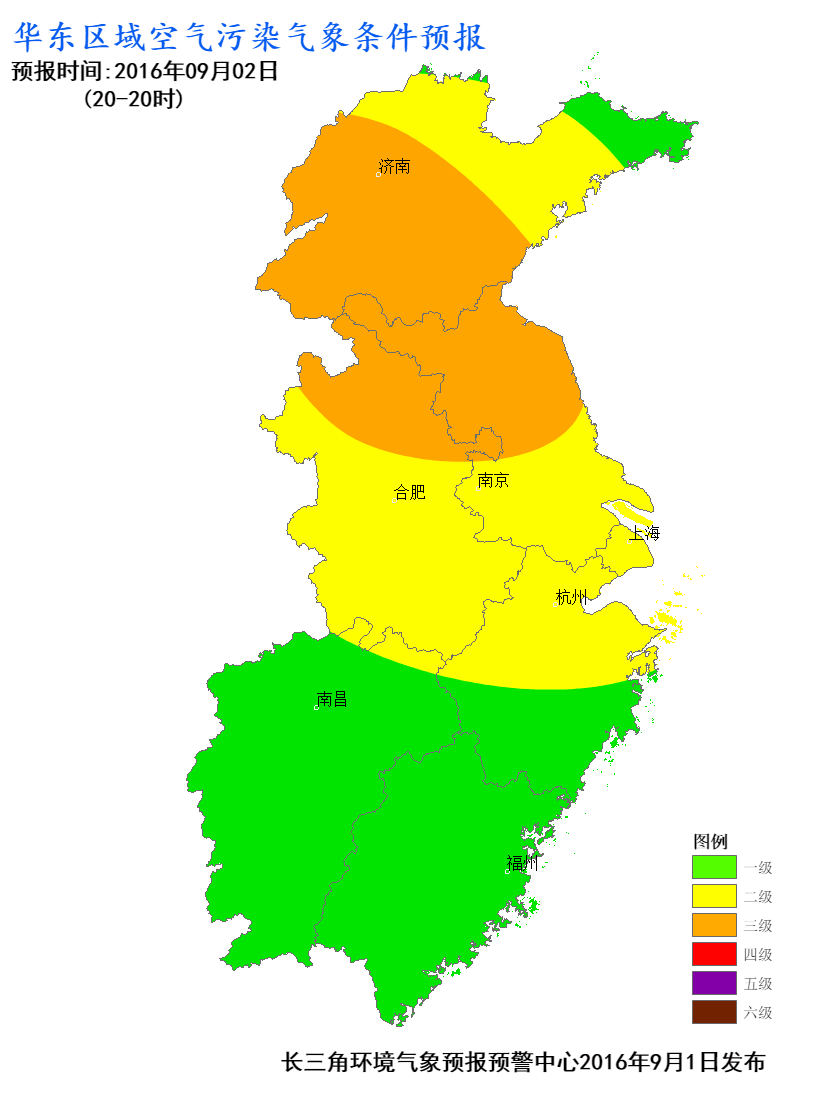 华东区域空气污染气象条件预报
预报时间:2016年09月02日
(20-20时)
济南
南京
合肥
上海
杭州
南昌
福州
图例
一级
二级
三级
四级
五级
六级
长三角环境气象预报预警中心2016年9月1日发布